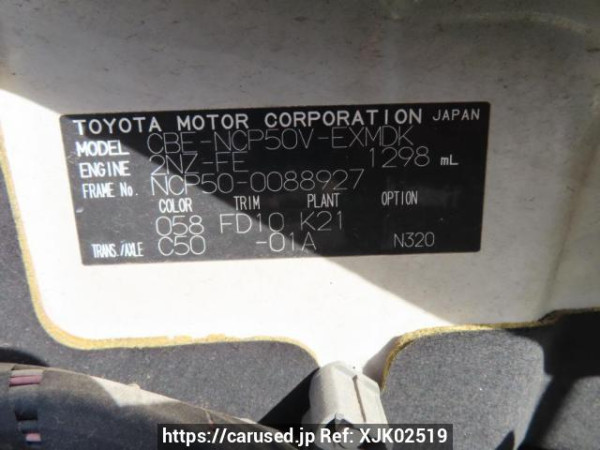 TOYOTA MOTOR CORPORATION JAPAN
MODEL CBE-NCP50V-EXMDK
ENGINE 2NZ-FE 1298 mL
FRAME No. NCP50-0088927
COLOR TRIM PLANT OPTION
058 FD10 K21
TRANS./AXLE C50 -01A N320
https://carused.jp Ref: XJK02519